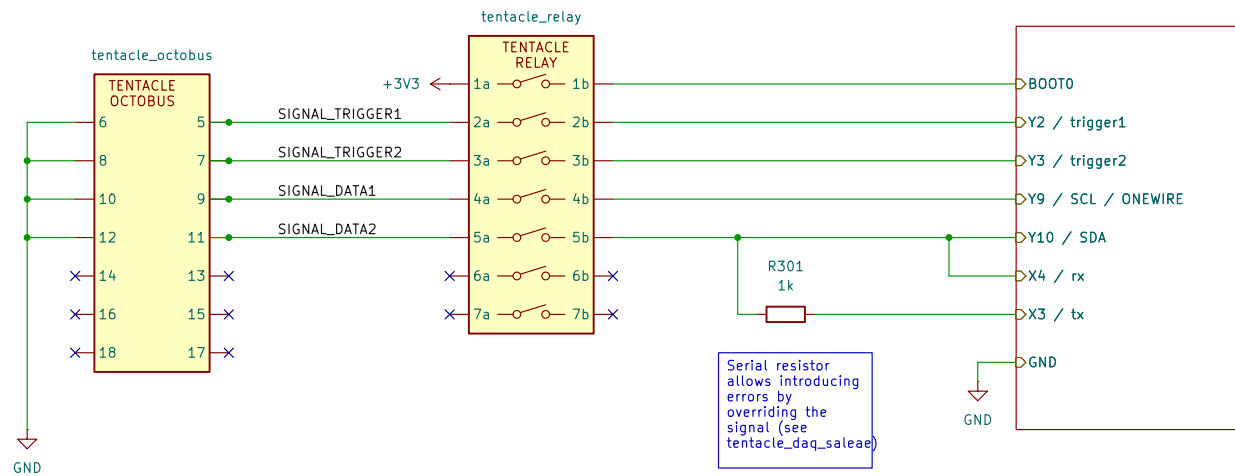 tentacle_octobus
TENTACLE
OCTOBUS
6 5
8 7
10 9
12 11
14 13
16 15
18 17
GND
SIGNAL_TRIGGER1
SIGNAL_TRIGGER2
SIGNAL_DATA1
SIGNAL_DATA2
tentacle_relay
TENTACLE
RELAY
+3V3
1a 1b
2a 2b
3a 3b
4a 4b
5a 5b
6a 6b
7a 7b
R301
1k
Serial resistor
allows introducing
errors by
overriding the
signal (see
tentacle_daq_saleae)
BOOT0
Y2 / trigger1
Y3 / trigger2
Y9 / SCL / ONEWIRE
Y10 / SDA
X4 / rx
X3 / tx
GND
GND